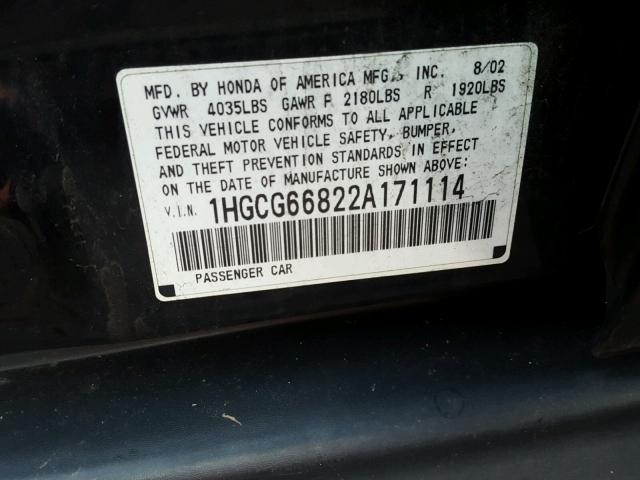 MFD. BY HONDA OF AMERICA MFG., INC. 8/02
GVWR 4035LBS GAWR F 2180LBS R 1920LBS
THIS VEHICLE CONFORMS TO ALL APPLICABLE
FEDERAL MOTOR VEHICLE SAFETY, BUMPER,
AND THEFT PREVENTION STANDARDS IN EFFECT
ON THE DATE OF MANUFACTURE SHOWN ABOVE:
V.I.N. 1HGCG66822A171114
PASSENGER CAR